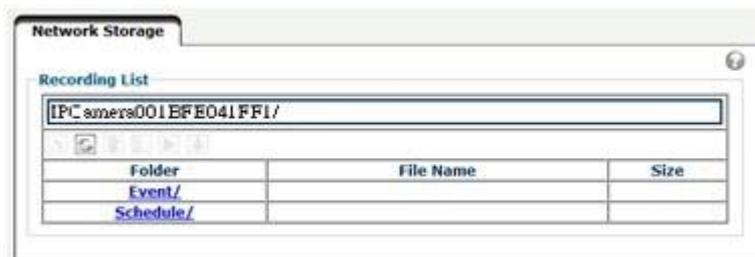 Network Storage
Recording List
IPCamera001BFE041FF1/
Folder File Name Size
Event/
Schedule/